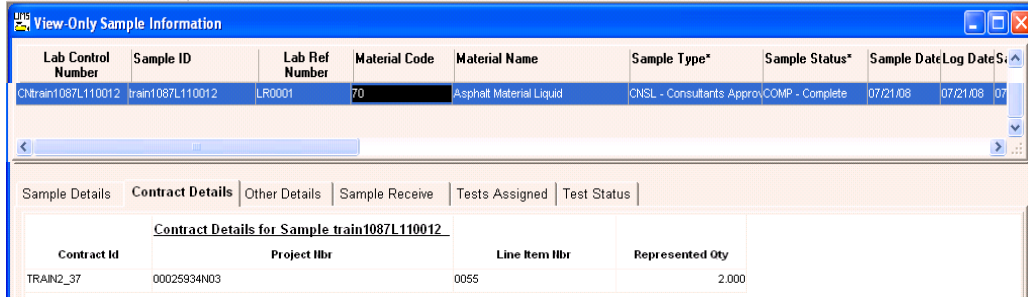 View-Only Sample Information
Lab Control Number Sample ID Lab Ref Number Material Code Material Name Sample Type* Sample Status* Sample Date Log Date Sa
CNtrain1087L110012 train1087L110012 LR0001 70 Asphalt Material Liquid CNSL - Consultants Approv COMP - Complete 07/21/08 07/21/08 07
Sample Details Contract Details Other Details Sample Receive Tests Assigned Test Status
Contract Details for Sample train1087L110012
Contract Id Project Nbr Line Item Nbr Represented Qty
TRAIN2_37 00025934N03 0055 2.000